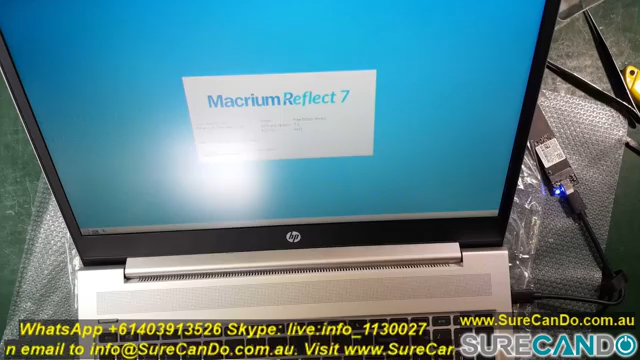 Macrium Reflect 7
hp
www.SureCanDo.com.au
WhatsApp +61403913526 Skype: live:info_1130027
n email to info@SureCanDo.com.au. Visit www.SureCar
SURECANDO